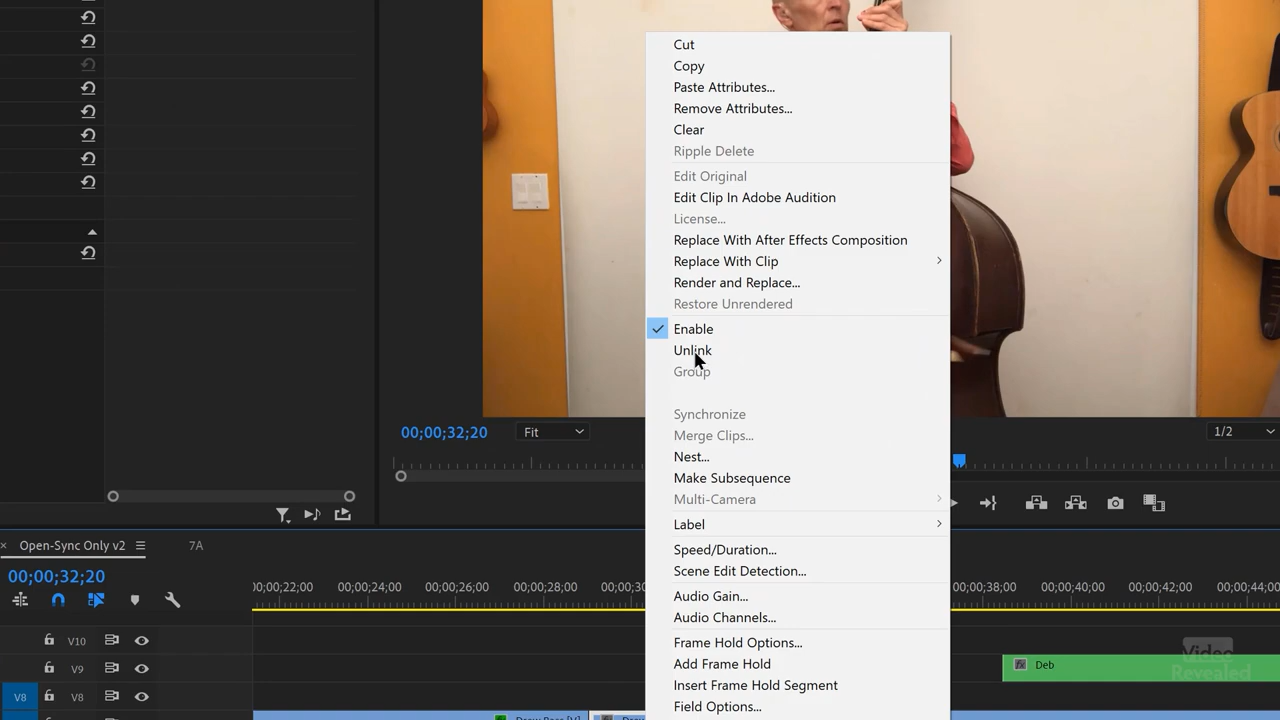 Cut
Copy
Paste Attributes...
Remove Attributes...
Clear
Ripple Delete
Edit Original
Edit Clip In Adobe Audition
License...
Replace With After Effects Composition
Replace With Clip
Render and Replace...
Restore Unrendered
Enable
Unlink
Group
Synchronize
Merge Clips...
Nest...
Make Subsequence
Multi-Camera
Label
Speed/Duration...
Scene Edit Detection...
Audio Gain...
Audio Channels...
Frame Hold Options...
Add Frame Hold
Insert Frame Hold Segment
Field Options...
00;00;32;20 Fit 1/2
Open-Sync Only v2 7A
00;00;32;20
00;00;22;00 00;00;24;00 00;00;26;00 00;00;28;00 00;00;30 00;00;38;00 00;00;40;00 00;00;42;00 00;00;44;00
V10
V9 fx Deb
V8 V8
Video Revealed